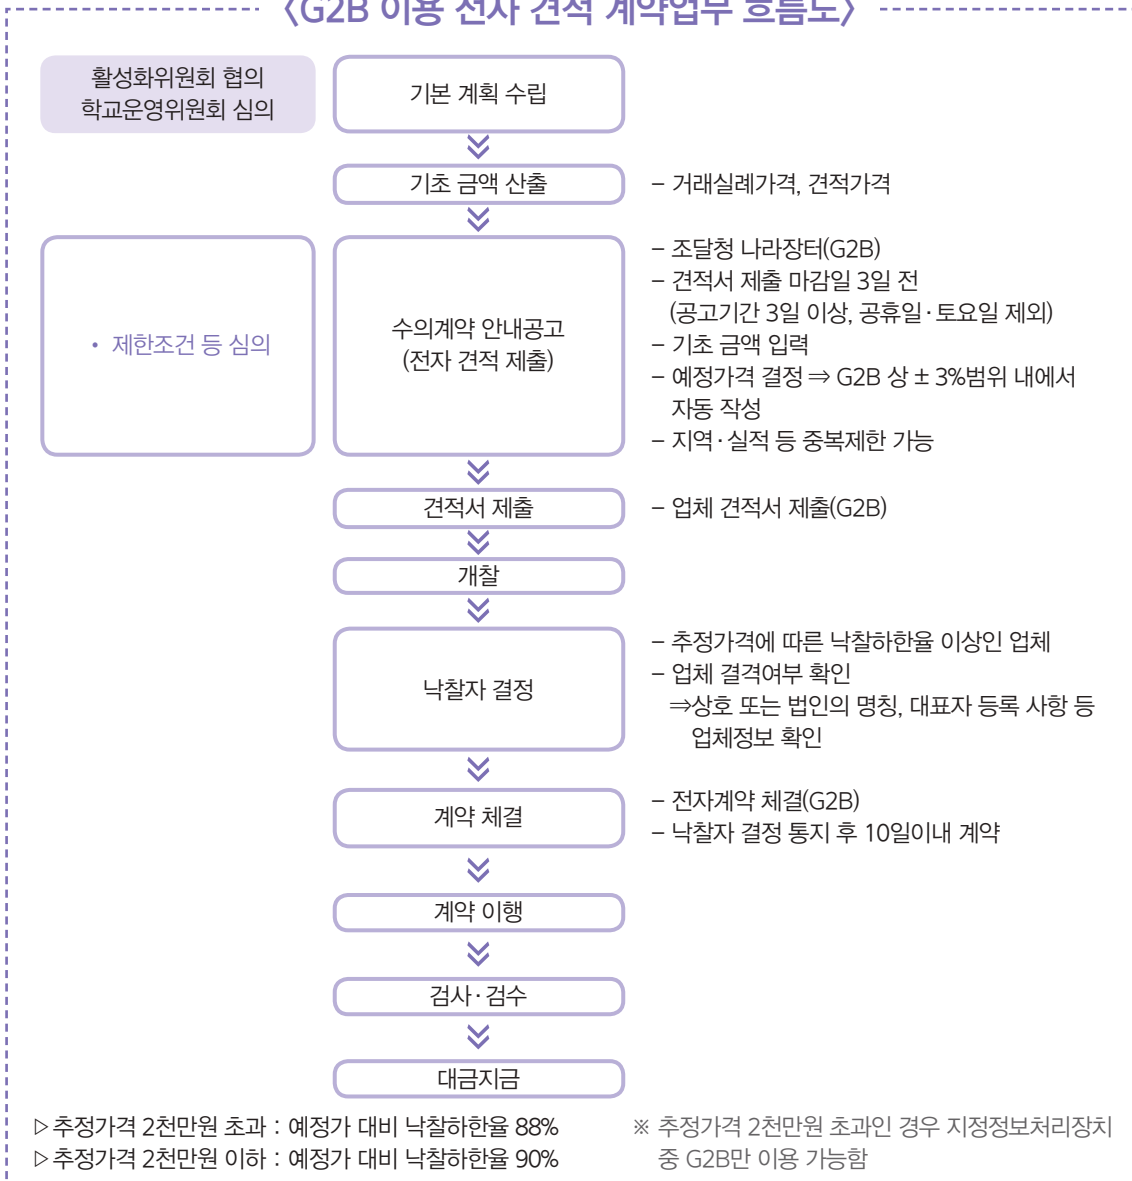 〈G2B 이용 전자 견적 계약업무 흐름도〉
활성화위원회 협의
학교운영위원회 심의
기본 계획 수립
기초 금액 산출
– 거래실례가격, 견적가격
• 제한조건 등 심의
수의계약 안내공고
(전자 견적 제출)
– 조달청 나라장터(G2B)
– 견적서 제출 마감일 3일 전
(공고기간 3일 이상, 공휴일·토요일 제외)
– 기초 금액 입력
– 예정가격 결정 ⇒ G2B 상 ± 3%범위 내에서
자동 작성
– 지역·실적 등 중복제한 가능
견적서 제출
– 업체 견적서 제출(G2B)
개찰
낙찰자 결정
– 추정가격에 따른 낙찰하한율 이상인 업체
– 업체 결격여부 확인
⇒상호 또는 법인의 명칭, 대표자 등록 사항 등
업체정보 확인
계약 체결
– 전자계약 체결(G2B)
– 낙찰자 결정 통지 후 10일이내 계약
계약 이행
검사·검수
대금지금
▷추정가격 2천만원 초과 : 예정가 대비 낙찰하한율 88%
▷추정가격 2천만원 이하 : 예정가 대비 낙찰하한율 90%
※ 추정가격 2천만원 초과인 경우 지정정보처리장치
중 G2B만 이용 가능함